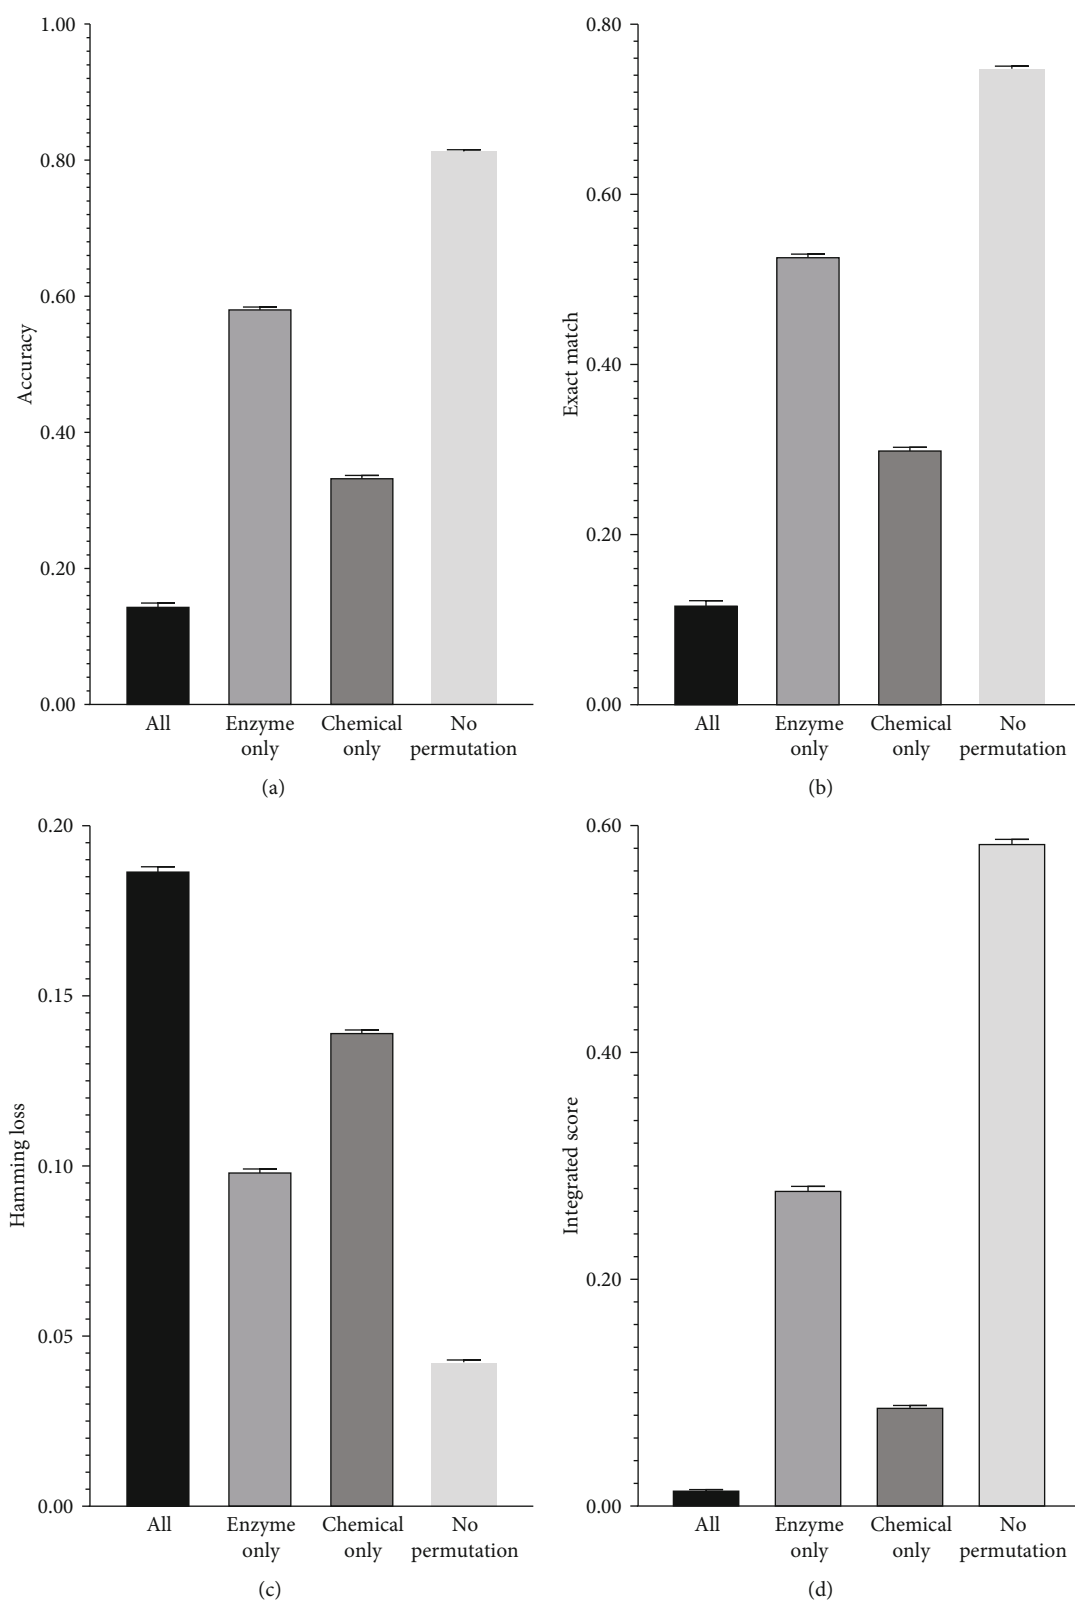 Accuracy
1.00
0.80
0.60
0.40
0.20
0.00
All
Enzyme only
Chemical only
No permutation
(a)
Exact match
0.80
0.60
0.40
0.20
0.00
All
Enzyme only
Chemical only
No permutation
(b)
Hamming loss
0.20
0.15
0.10
0.05
0.00
All
Enzyme only
Chemical only
No permutation
(c)
Integrated score
0.60
0.40
0.20
0.00
All
Enzyme only
Chemical only
No permutation
(d)